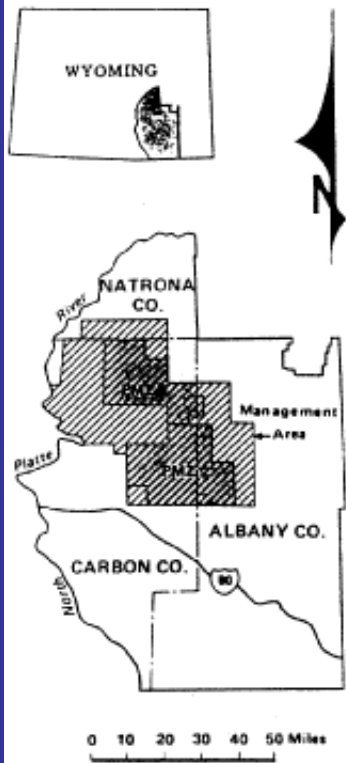 WYOMING
N
NATRONA
CO.
River
Management
Area
PMZ
Platte
ALBANY CO.
CARBON CO.
80
North
0 10 20 30 40 50 Miles